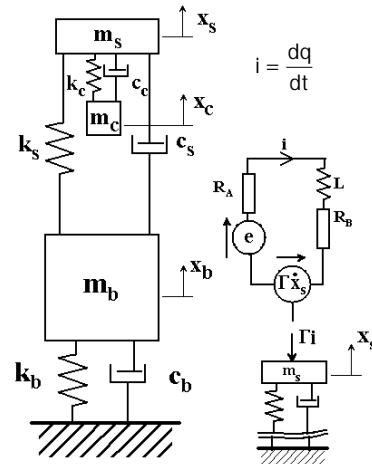 m_s
x_s
k_c
c_c
m_c
x_c
k_s
c_s
m_b
x_b
k_b
c_b
i = dq/dt
i
R_A
L
e
R_B
Γẋ_s
Γi
x_s
m_s